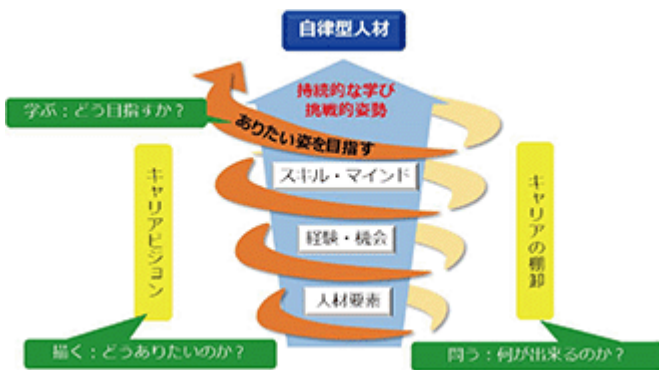 自律型人材
持続的な学び
挑戦的姿勢
学ぶ：どう目指すか？
ありたい姿を目指す
スキル・マインド
キャリアビジョン
キャリアの棚卸
経験・機会
人材要素
描く：どうありたいのか？
問う：何が出来るのか？